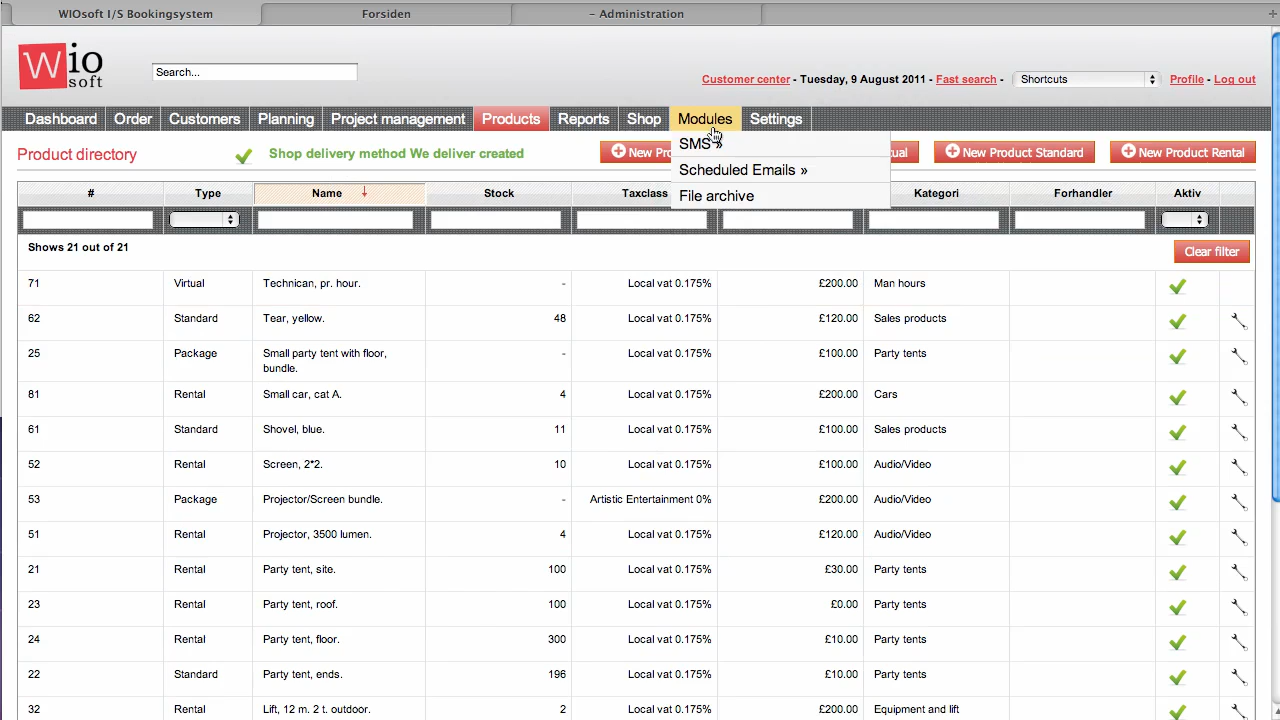 WIOsoft I/S Bookingsystem Forsiden – Administration
Wio soft
Search...
Customer center - Tuesday, 9 August 2011 - Fast search - Shortcuts Profile - Log out
Dashboard Order Customers Planning Project management Products Reports Shop Modules Settings
SMS »
Scheduled Emails »
File archive
Product directory Shop delivery method We deliver created New Product Standard New Product Rental
# Type Name Stock Taxclass Kategori Forhandler Aktiv
Shows 21 out of 21 Clear filter
71 Virtual Technican, pr. hour. - Local vat 0.175% £200.00 Man hours
62 Standard Tear, yellow. 48 Local vat 0.175% £120.00 Sales products
25 Package Small party tent with floor, - Local vat 0.175% £100.00 Party tents
bundle.
81 Rental Small car, cat A. 4 Local vat 0.175% £200.00 Cars
61 Standard Shovel, blue. 11 Local vat 0.175% £100.00 Sales products
52 Rental Screen, 2*2. 10 Local vat 0.175% £100.00 Audio/Video
53 Package Projector/Screen bundle. - Artistic Entertainment 0% £200.00 Audio/Video
51 Rental Projector, 3500 lumen. 4 Local vat 0.175% £120.00 Audio/Video
21 Rental Party tent, site. 100 Local vat 0.175% £30.00 Party tents
23 Rental Party tent, roof. 100 Local vat 0.175% £0.00 Party tents
24 Rental Party tent, floor. 300 Local vat 0.175% £10.00 Party tents
22 Standard Party tent, ends. 196 Local vat 0.175% £10.00 Party tents
32 Rental Lift, 12 m. 2 t. outdoor. 2 Local vat 0.175% £200.00 Equipment and lift